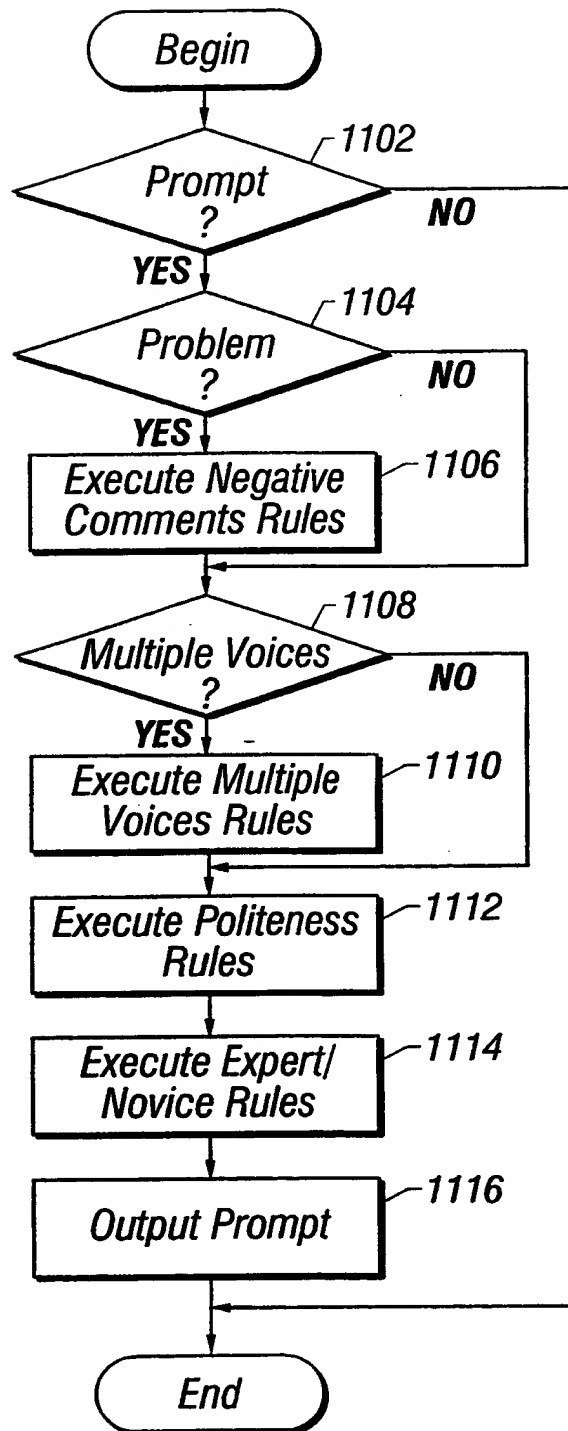 Begin
1102
Prompt
?
NO
YES
1104
Problem
?
NO
YES
1106
Execute Negative
Comments Rules
1108
Multiple Voices
?
NO
YES
1110
Execute Multiple
Voices Rules
1112
Execute Politeness
Rules
1114
Execute Expert/
Novice Rules
1116
Output Prompt
End